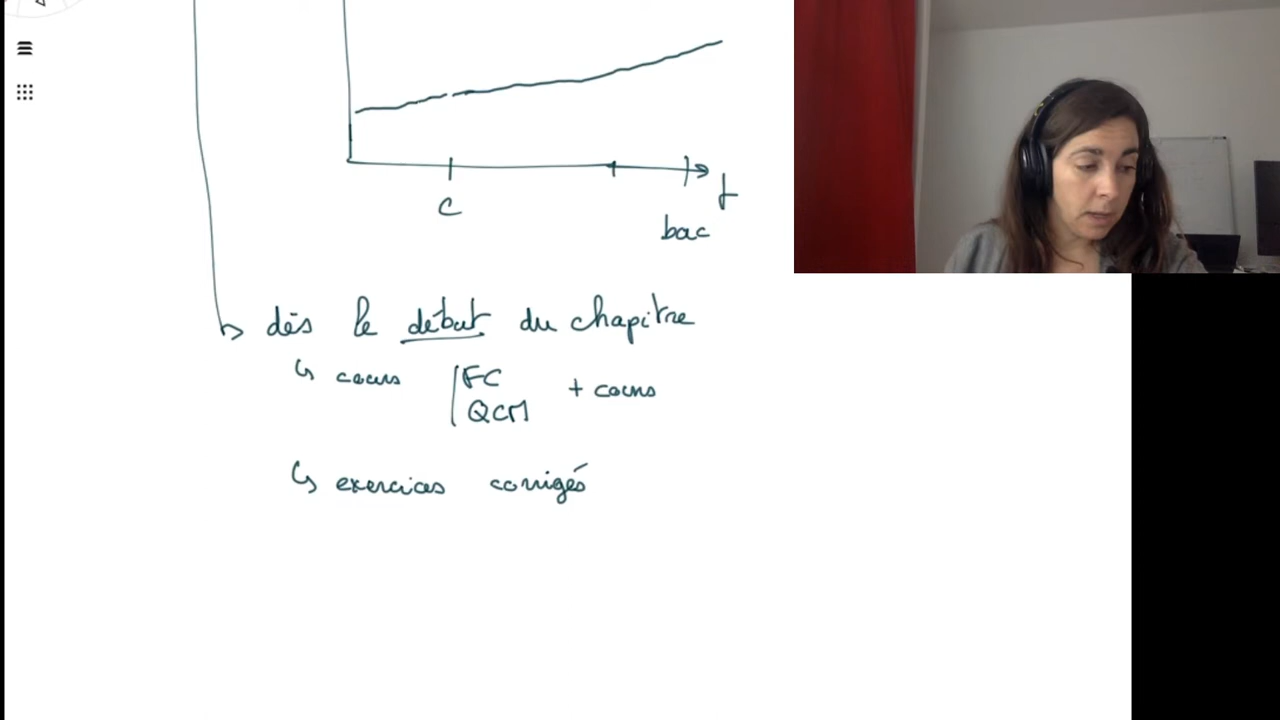 c
t
bac
↳ dès le début du chapitre
↳ cours | FC + cours
QCM
↳ exercices corrigés